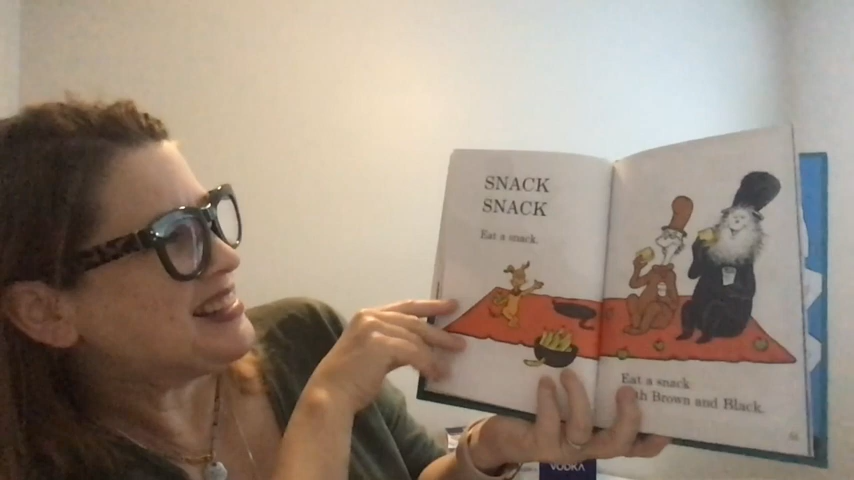 SNACK
SNACK
Eat a snack.
Eat a snack
with Brown and Black.
VODKA